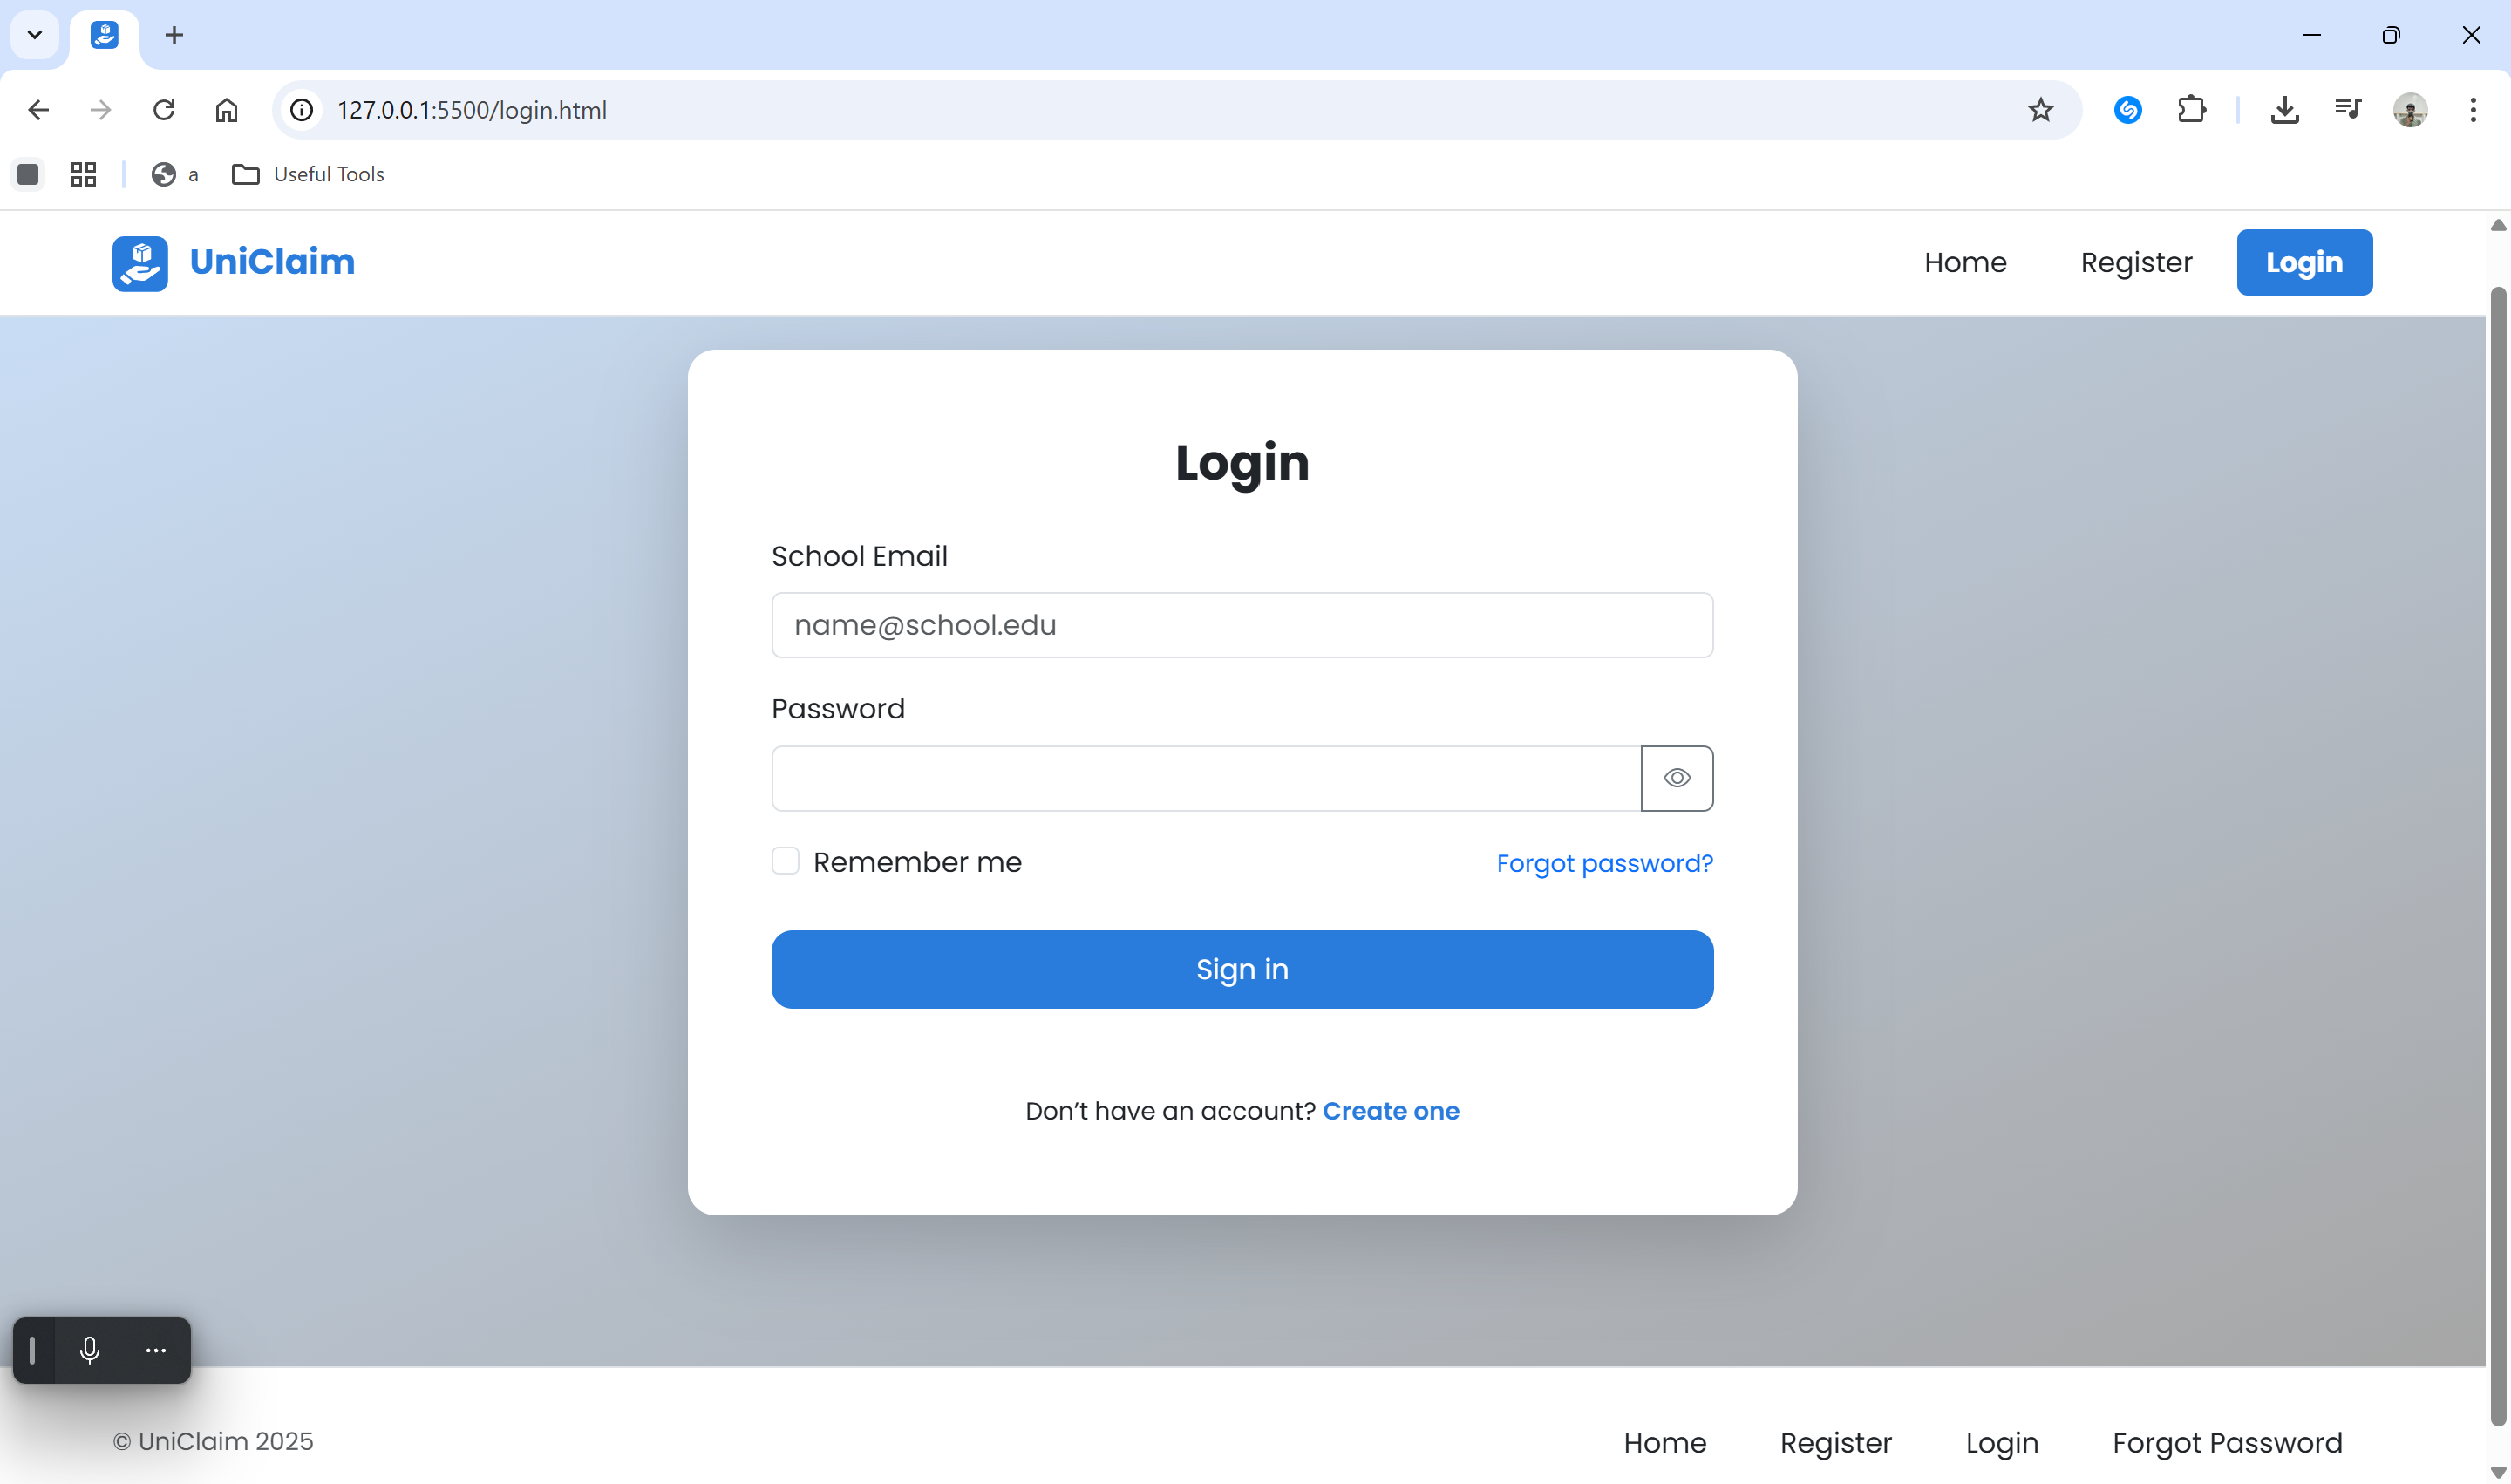 127.0.0.1:5500/login.html
a
Useful Tools
UniClaim
Home
Register
Login
Login
School Email
name@school.edu
Password
Remember me
Forgot password?
Sign in
Don’t have an account? Create one
© UniClaim 2025
Home
Register
Login
Forgot Password